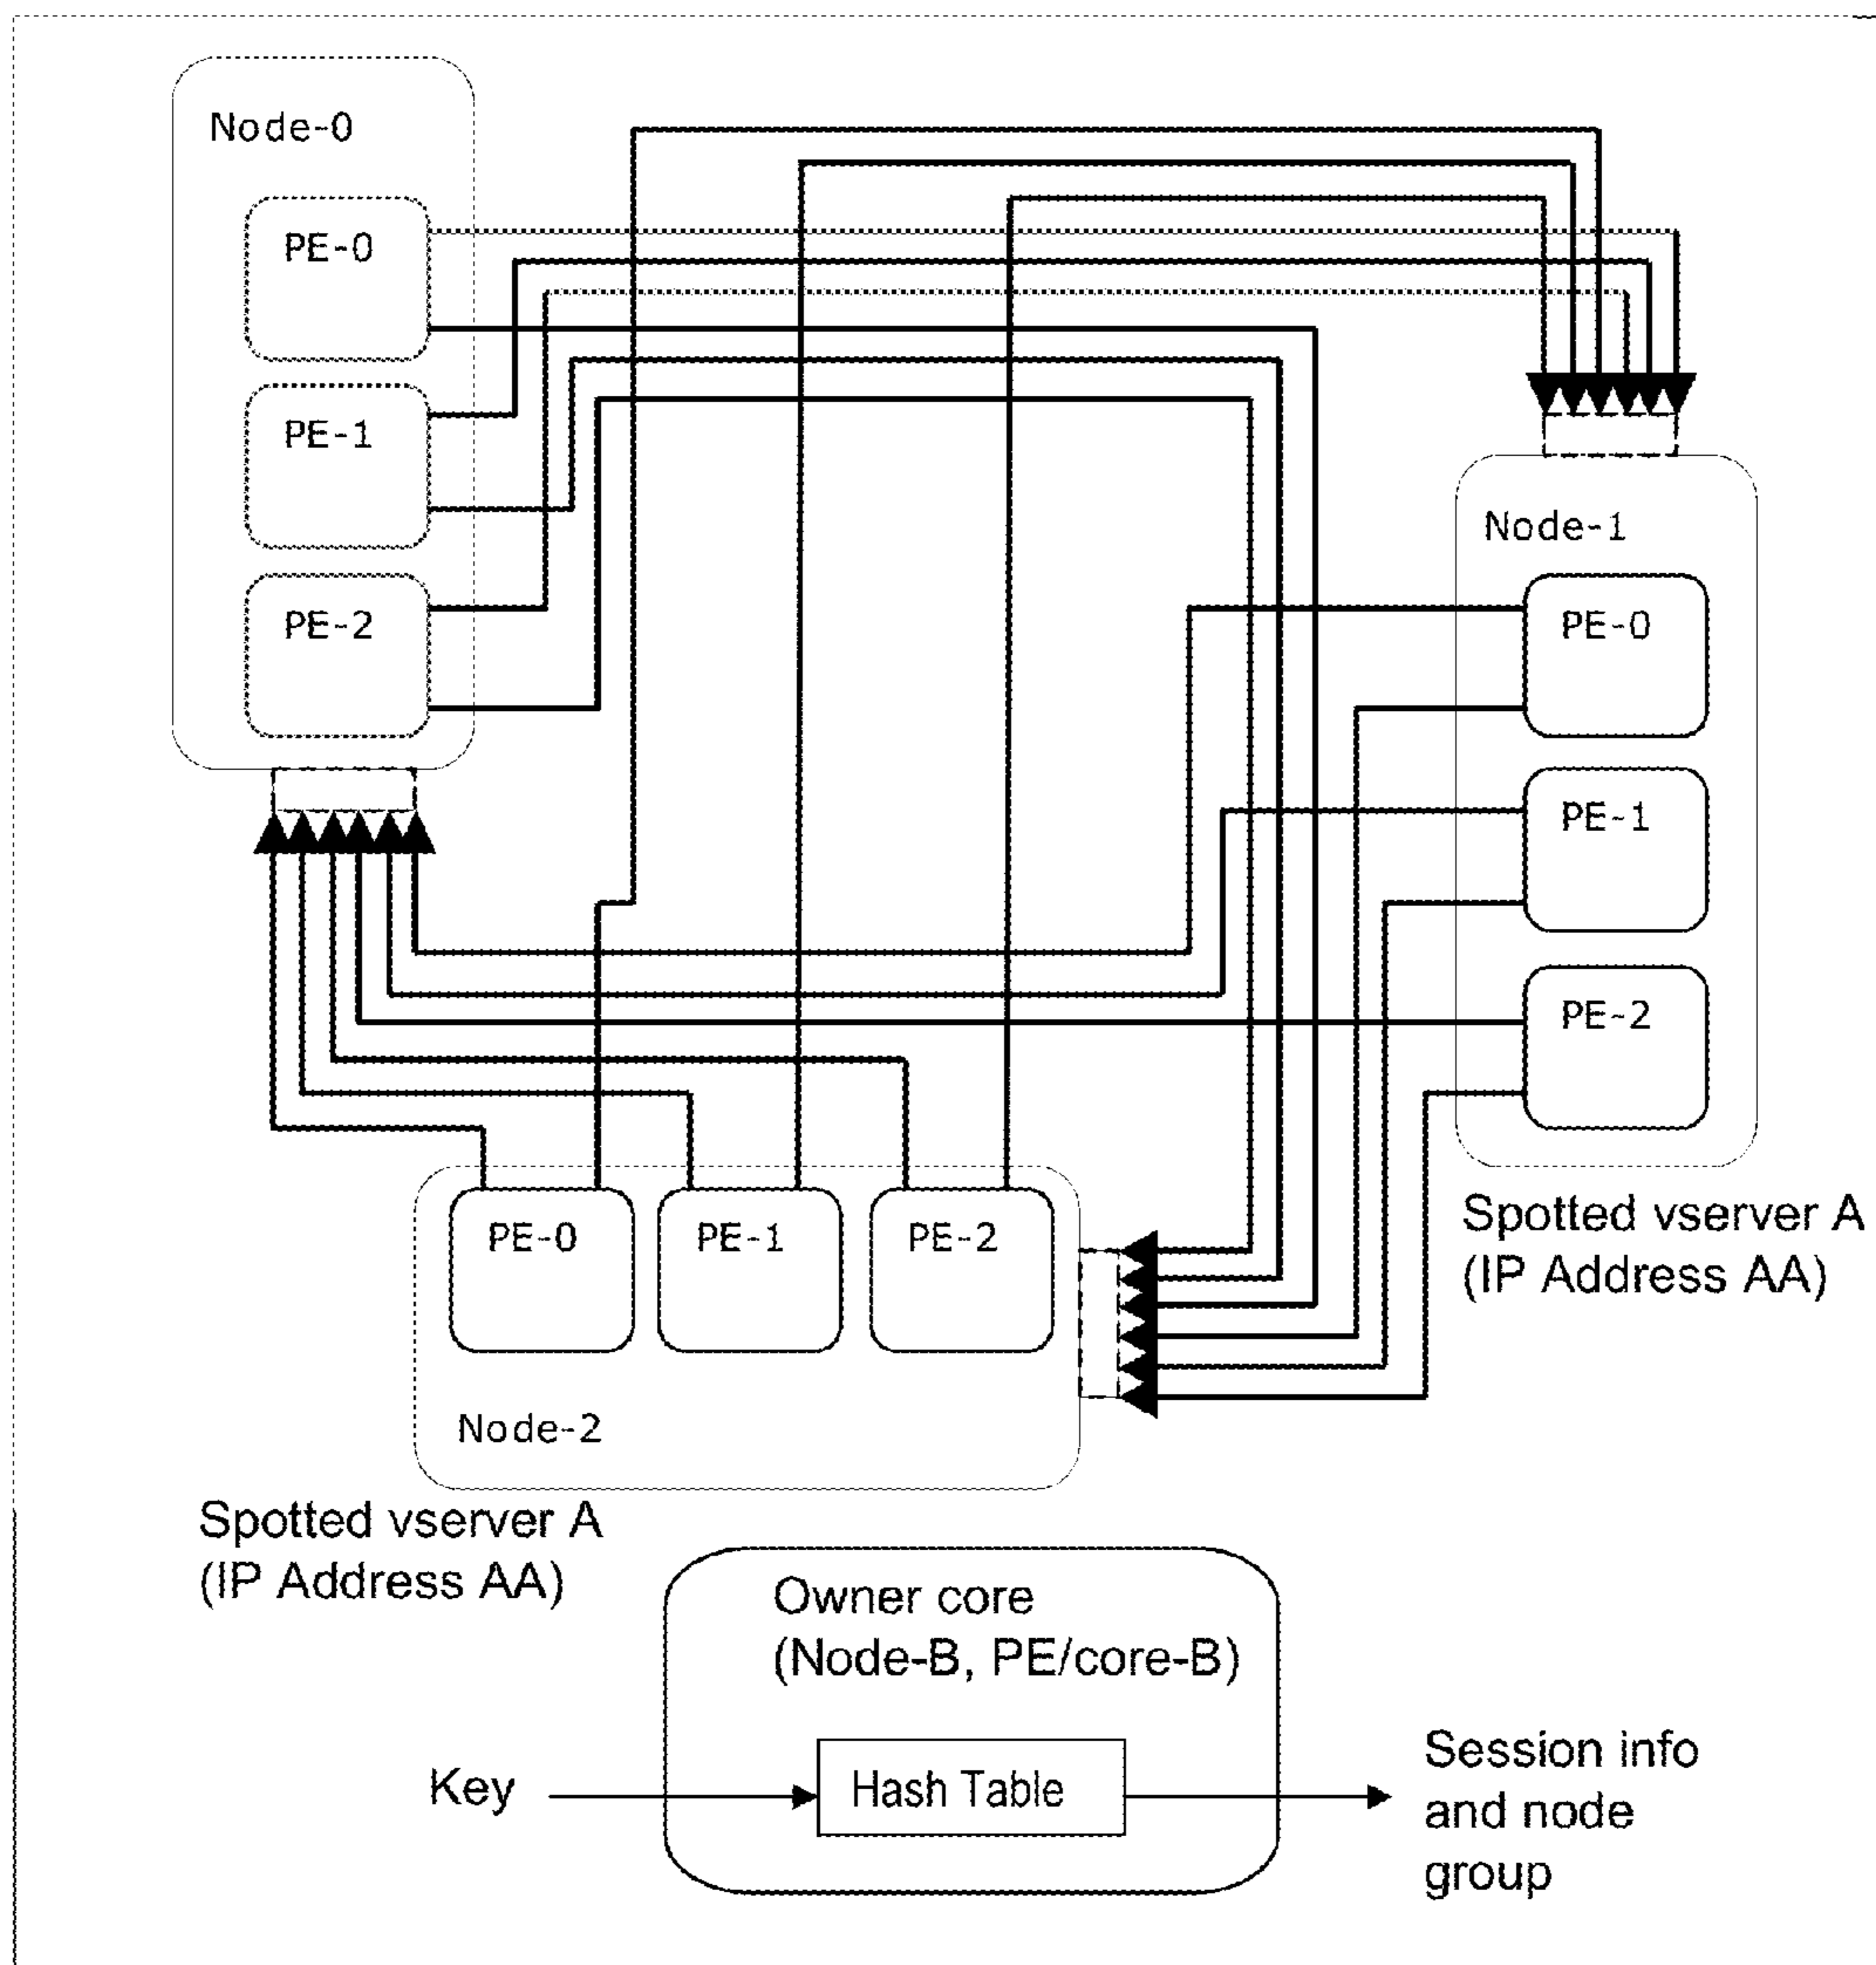 Node-0
PE-0
PE-1
PE-2
Node-1
PE-0
PE-1
PE-2
Spotted vserver A
(IP Address AA)
PE-0
PE-1
PE-2
Node-2
Spotted vserver A
(IP Address AA)
Owner core
(Node-B, PE/core-B)
Key
Hash Table
Session info
and node
group